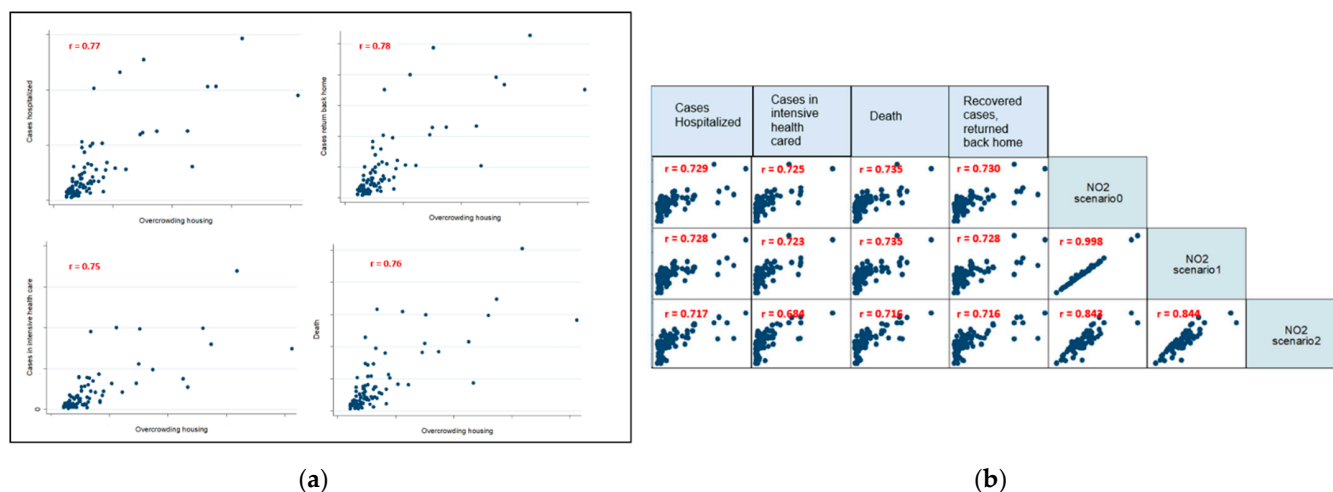 r = 0.77
Cases hospitalized
Overcrowding housing
r = 0.78
Cases return back home
Overcrowding housing
r = 0.75
Cases in intensive health care
0
Overcrowding housing
r = 0.76
Death
Overcrowding housing
(a)
Cases
Hospitalized
Cases in
intensive
health
cared
Death
Recovered
cases,
returned
back home
r = 0.729
r = 0.725
r = 0.735
r = 0.730
NO2
scenario0
r = 0.728
r = 0.723
r = 0.735
r = 0.728
r = 0.998
NO2
scenario1
r = 0.717
r = 0.684
r = 0.716
r = 0.716
r = 0.843
r = 0.844
NO2
scenario2
(b)